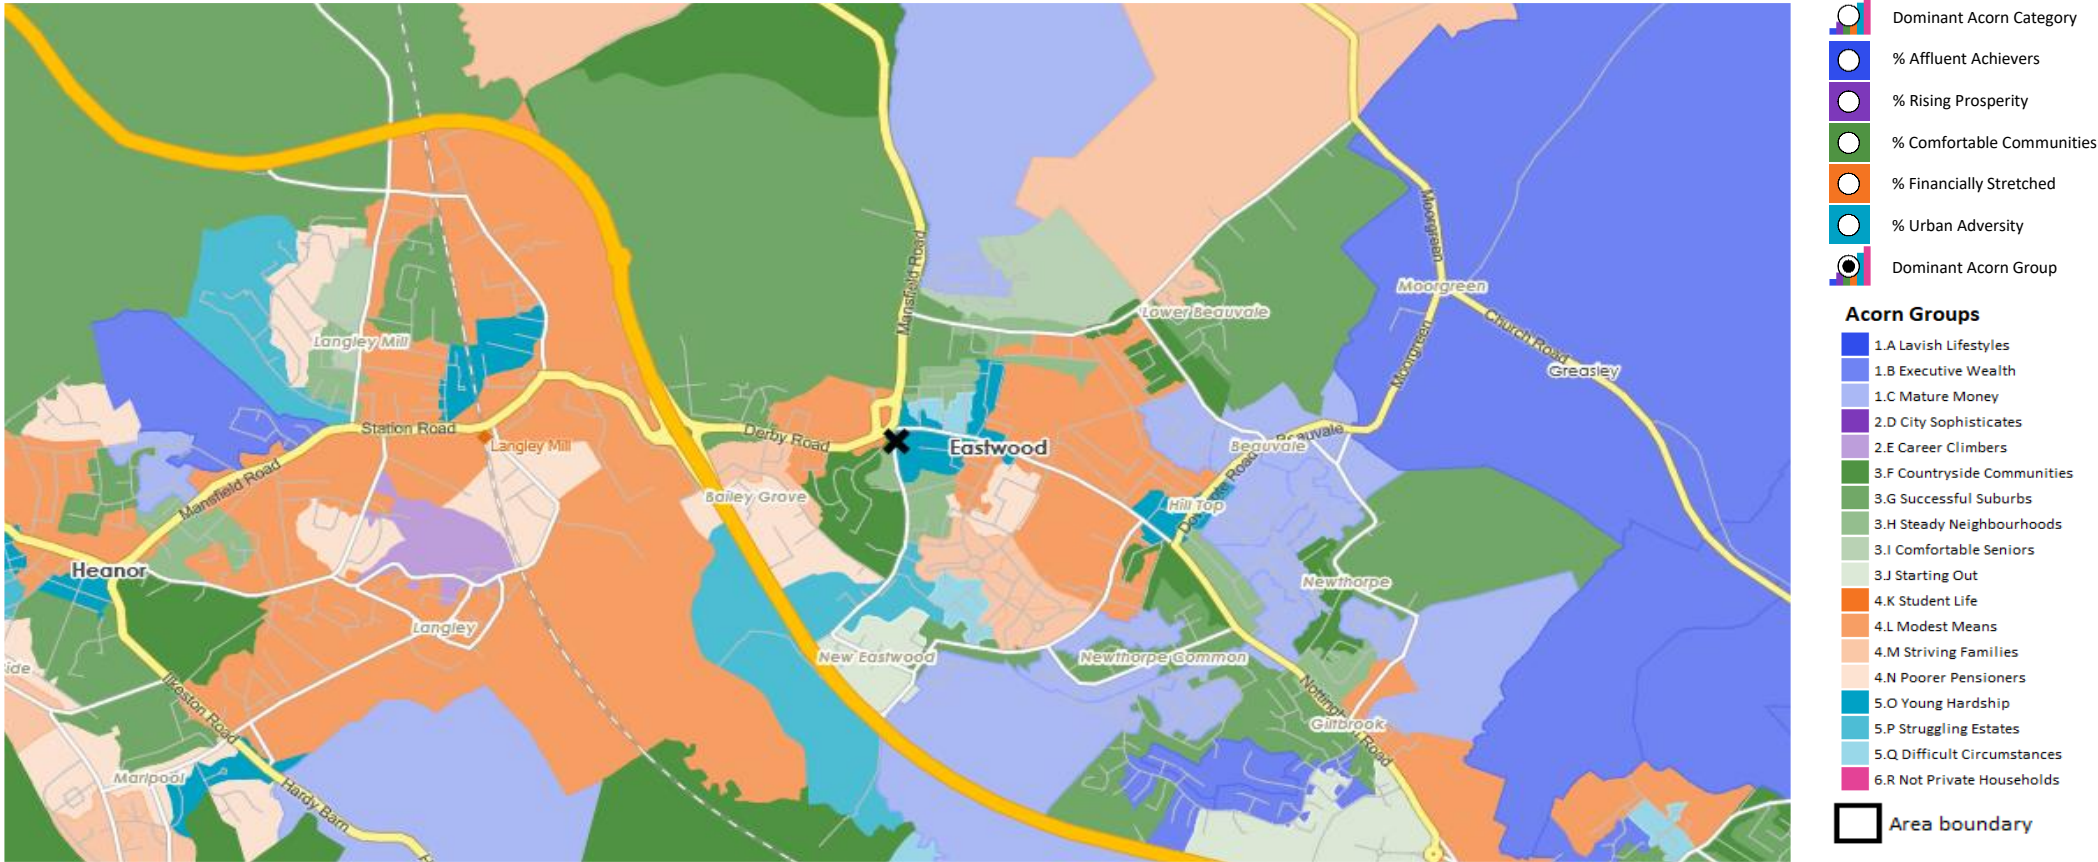 Dominant Acorn Category
% Affluent Achievers
% Rising Prosperity
% Comfortable Communities
% Financially Stretched
% Urban Adversity
Dominant Acorn Group
Acorn Groups
1.A Lavish Lifestyles
1.B Executive Wealth
1.C Mature Money
2.D City Sophisticates
2.E Career Climbers
3.F Countryside Communities
3.G Successful Suburbs
3.H Steady Neighbourhoods
3.I Comfortable Seniors
3.J Starting Out
4.K Student Life
4.L Modest Means
4.M Striving Families
4.N Poorer Pensioners
5.O Young Hardship
5.P Struggling Estates
5.Q Difficult Circumstances
6.R Not Private Households
Area boundary
Mansfield Road
Moorgreen
Moorgreen
Lower Beauvale
Church Road
Langley Mill
Moorgreen
Greasley
Station Road
Derby Road
Langley Mill
Eastwood
Beauvale
Beauvale
Mansfield Road
Bailey Grove
Hill Top
Road
Heanor
Newthorpe
Langley
New Eastwood
Newthorpe Common
side
Ilkeston Road
Giltbrook
Road
Marlpool
Hardy Barn
H